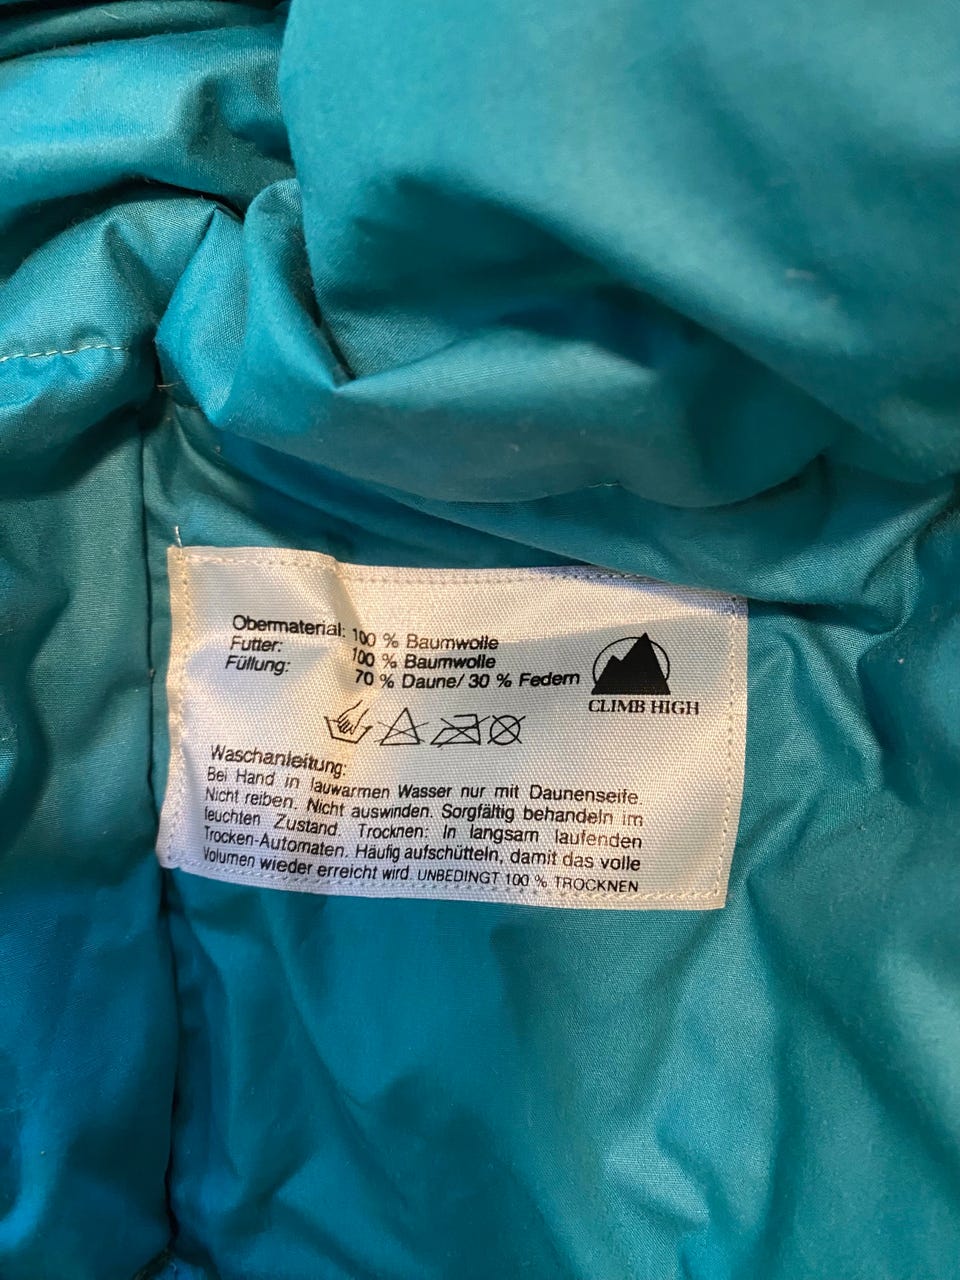 Obermaterial: 100 % Baumwolle
Futter: 100 % Baumwolle
Füllung: 70 % Daune/ 30 % Federn
CLIMB HIGH
Waschanleitung:
Bei Hand in lauwarmen Wasser nur mit Daunenseife.
Nicht reiben. Nicht auswinden. Sorgfältig behandeln im
feuchten Zustand. Trocknen: In langsam laufenden
Trocken-Automaten. Häufig aufschütteln, damit das volle
Volumen wieder erreicht wird. UNBEDINGT 100 % TROCKNEN